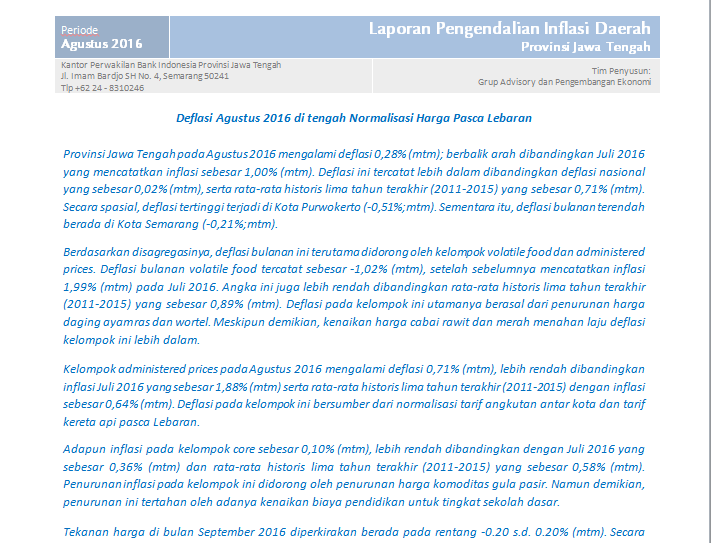 Periode
Agustus 2016
Laporan Pengendalian Inflasi Daerah
Provinsi Jawa Tengah
Kantor Perwakilan Bank Indonesia Provinsi Jawa Tengah
Jl. Imam Bardjo SH No. 4, Semarang 50241
Tlp +62 24 - 8310246
Tim Penyusun:
Grup Advisory dan Pengembangan Ekonomi
Deflasi Agustus 2016 di tengah Normalisasi Harga Pasca Lebaran
Provinsi Jawa Tengah pada Agustus 2016 mengalami deflasi 0,28% (mtm); berbalik arah dibandingkan Juli 2016
yang mencatatkan inflasi sebesar 1,00% (mtm). Deflasi ini tercatat lebih dalam dibandingkan deflasi nasional
yang sebesar 0,02% (mtm), serta rata-rata historis lima tahun terakhir (2011-2015) yang sebesar 0,71% (mtm).
Secara spasial, deflasi tertinggi terjadi di Kota Purwokerto (-0,51%;mtm). Sementara itu, deflasi bulanan terendah
berada di Kota Semarang (-0,21%;mtm).
Berdasarkan disagregasinya, deflasi bulanan ini terutama didorong oleh kelompok volatile food dan administered
prices. Deflasi bulanan volatile food tercatat sebesar -1,02% (mtm), setelah sebelumnya mencatatkan inflasi
1,99% (mtm) pada Juli 2016. Angka ini juga lebih rendah dibandingkan rata-rata historis lima tahun terakhir
(2011-2015) yang sebesar 0,89% (mtm). Deflasi pada kelompok ini utamanya berasal dari penurunan harga
daging ayam ras dan wortel. Meskipun demikian, kenaikan harga cabai rawit dan merah menahan laju deflasi
kelompok ini lebih dalam.
Kelompok administered prices pada Agustus 2016 mengalami deflasi 0,71% (mtm), lebih rendah dibandingkan
inflasi Juli 2016 yang sebesar 1,88% (mtm) serta rata-rata historis lima tahun terakhir (2011-2015) dengan inflasi
sebesar 0,64% (mtm). Deflasi pada kelompok ini bersumber dari normalisasi tarif angkutan antar kota dan tarif
kereta api pasca Lebaran.
Adapun inflasi pada kelompok core sebesar 0,10% (mtm), lebih rendah dibandingkan dengan Juli 2016 yang
sebesar 0,36% (mtm) dan rata-rata historis lima tahun terakhir (2011-2015) yang sebesar 0,58% (mtm).
Penurunan inflasi pada kelompok ini didorong oleh penurunan harga komoditas gula pasir. Namun demikian,
penurunan ini tertahan oleh adanya kenaikan biaya pendidikan untuk tingkat sekolah dasar.
Tekanan harga di bulan September 2016 diperkirakan berada pada rentang -0.20 s.d. 0.20% (mtm). Secara